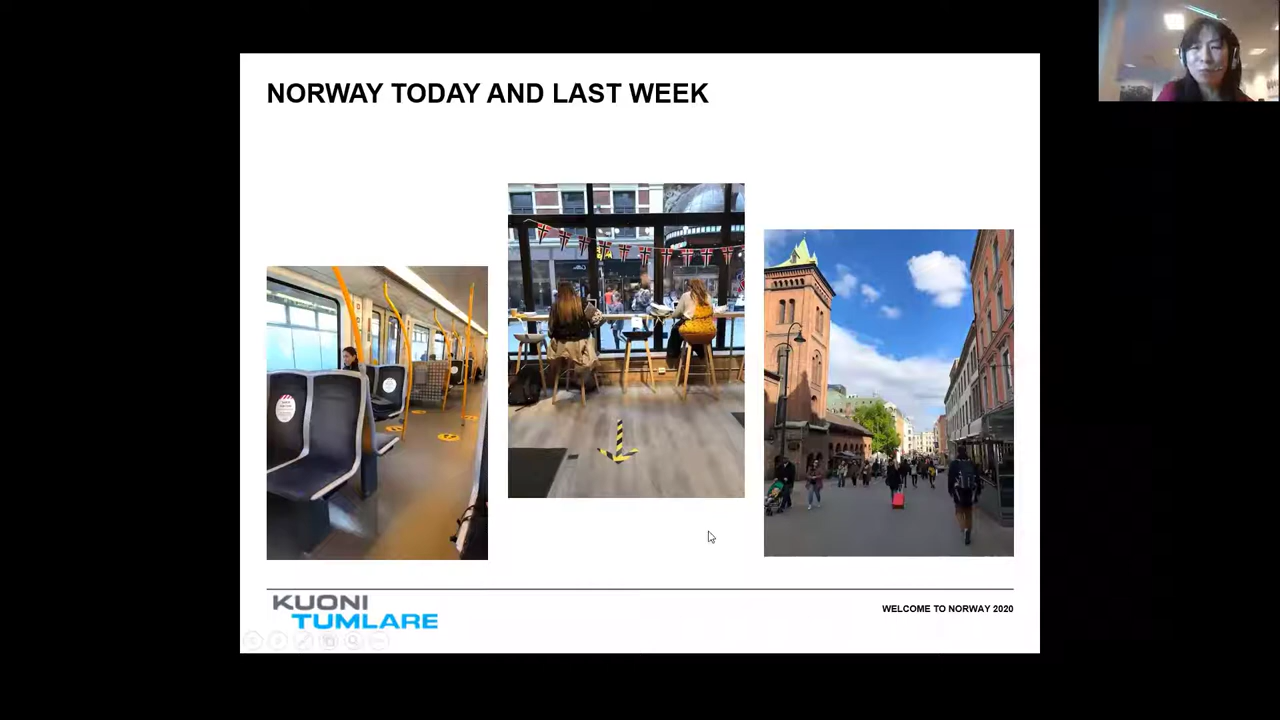 NORWAY TODAY AND LAST WEEK
KUONI
TUMLARE
WELCOME TO NORWAY 2020